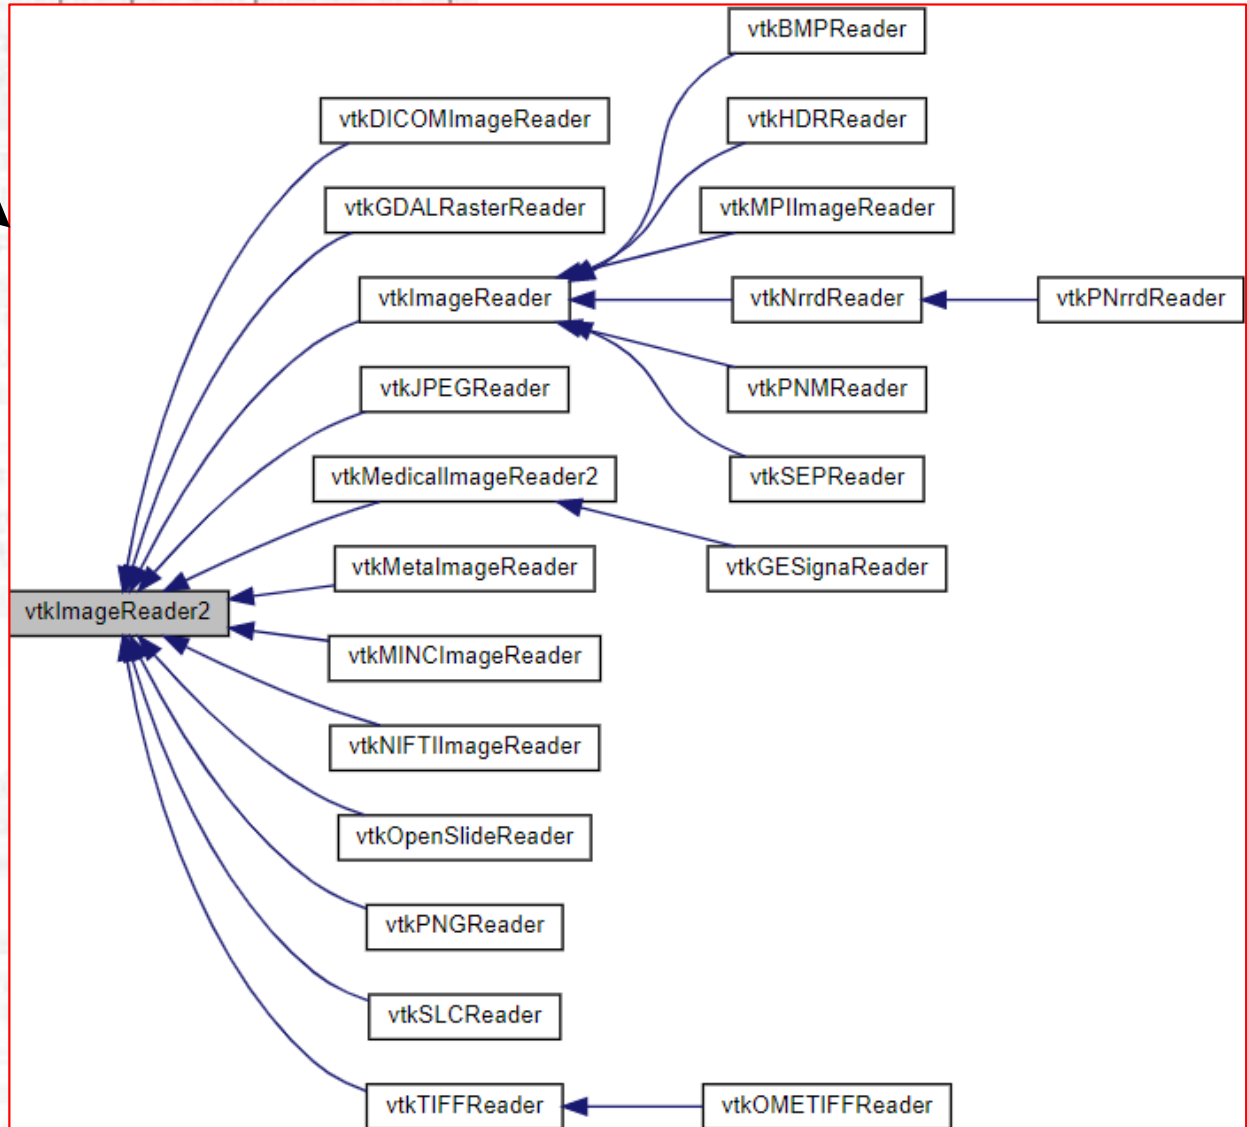 vtkBMPReader
vtkDICOMImageReader
vtkHDRReader
vtkGDALRasterReader
vtkMPIImageReader
vtkImageReader
vtkNrrdReader
vtkPNrrdReader
vtkJPEGReader
vtkPNMReader
vtkMedicalImageReader2
vtkSEPReader
vtkMetaImageReader
vtkGESignaReader
vtkImageReader2
vtkMINCImageReader
vtkNIFTIImageReader
vtkOpenSlideReader
vtkPNGReader
vtkSLCReader
vtkTIFFReader
vtkOMETIFFReader